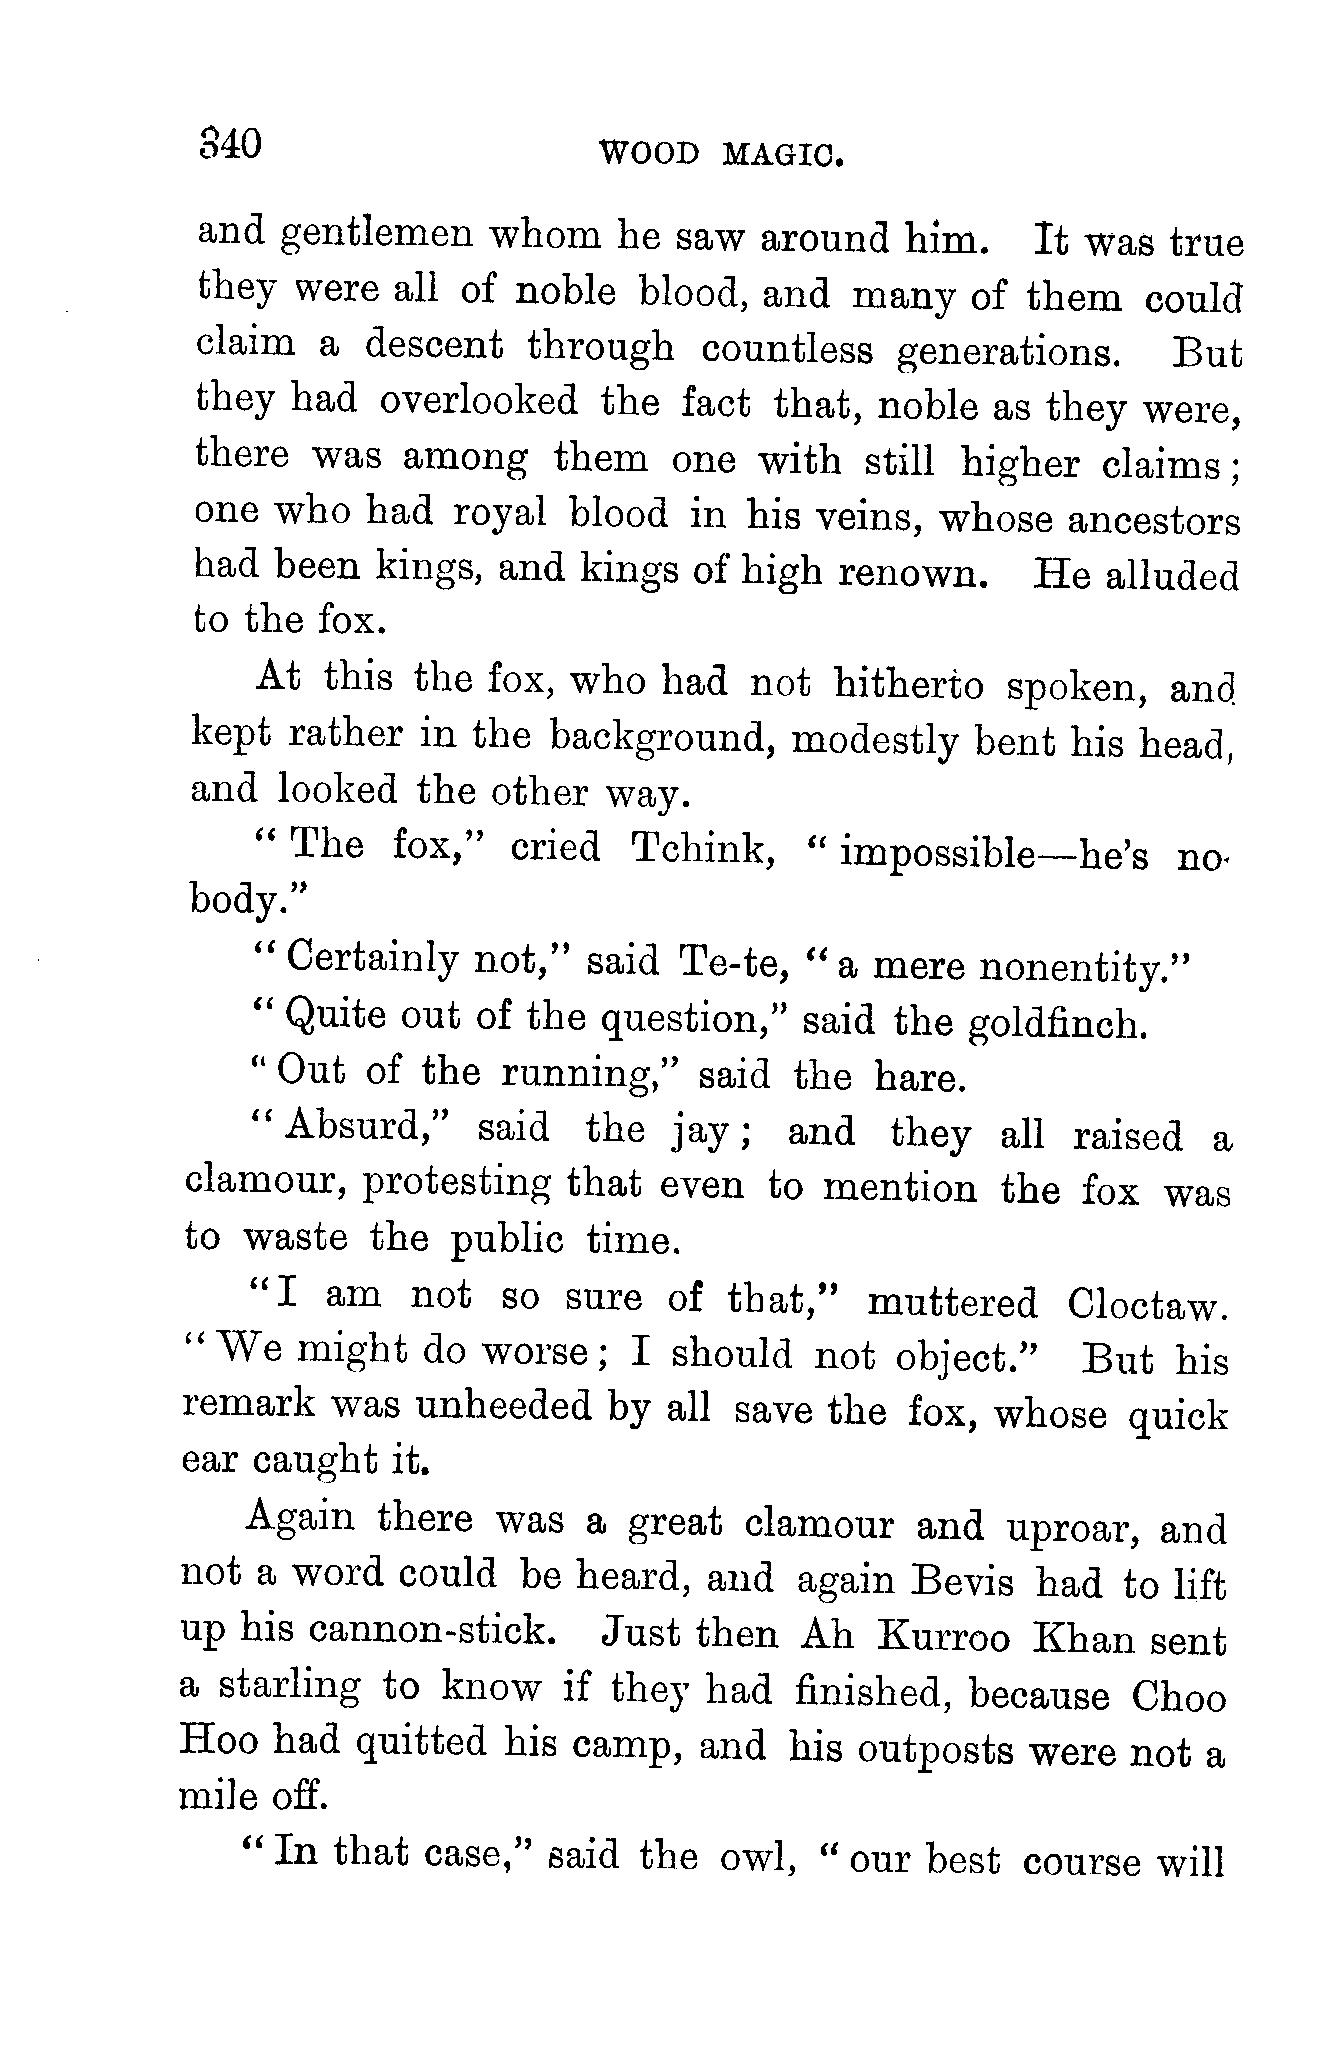 340 WOOD MAGIC.
and gentlemen whom he saw around him. It was true
they were all of noble blood, and many of them could
claim a descent through countless generations. But
they had overlooked the fact that, noble as they were,
there was among them one with still higher claims;
one who had royal blood in his veins, whose ancestors
had been kings, and kings of high renown. He alluded
to the fox.
At this the fox, who had not hitherto spoken, and
kept rather in the background, modestly bent his head,
and looked the other way.
"The fox," cried Tchink, "impossible—he's no-
body."
"Certainly not," said Te-te, "a mere nonentity."
"Quite out of the question," said the goldfinch.
"Out of the running," said the hare.
"Absurd," said the jay; and they all raised a
clamour, protesting that even to mention the fox was
to waste the public time.
"I am not so sure of that," muttered Cloctaw.
"We might do worse; I should not object." But his
remark was unheeded by all save the fox, whose quick
ear caught it.
Again there was a great clamour and uproar, and
not a word could be heard, and again Bevis had to lift
up his cannon-stick. Just then Ah Kurroo Khan sent
a starling to know if they had finished, because Choo
Hoo had quitted his camp, and his outposts were not a
mile off.
"In that case," said the owl, "our best course will